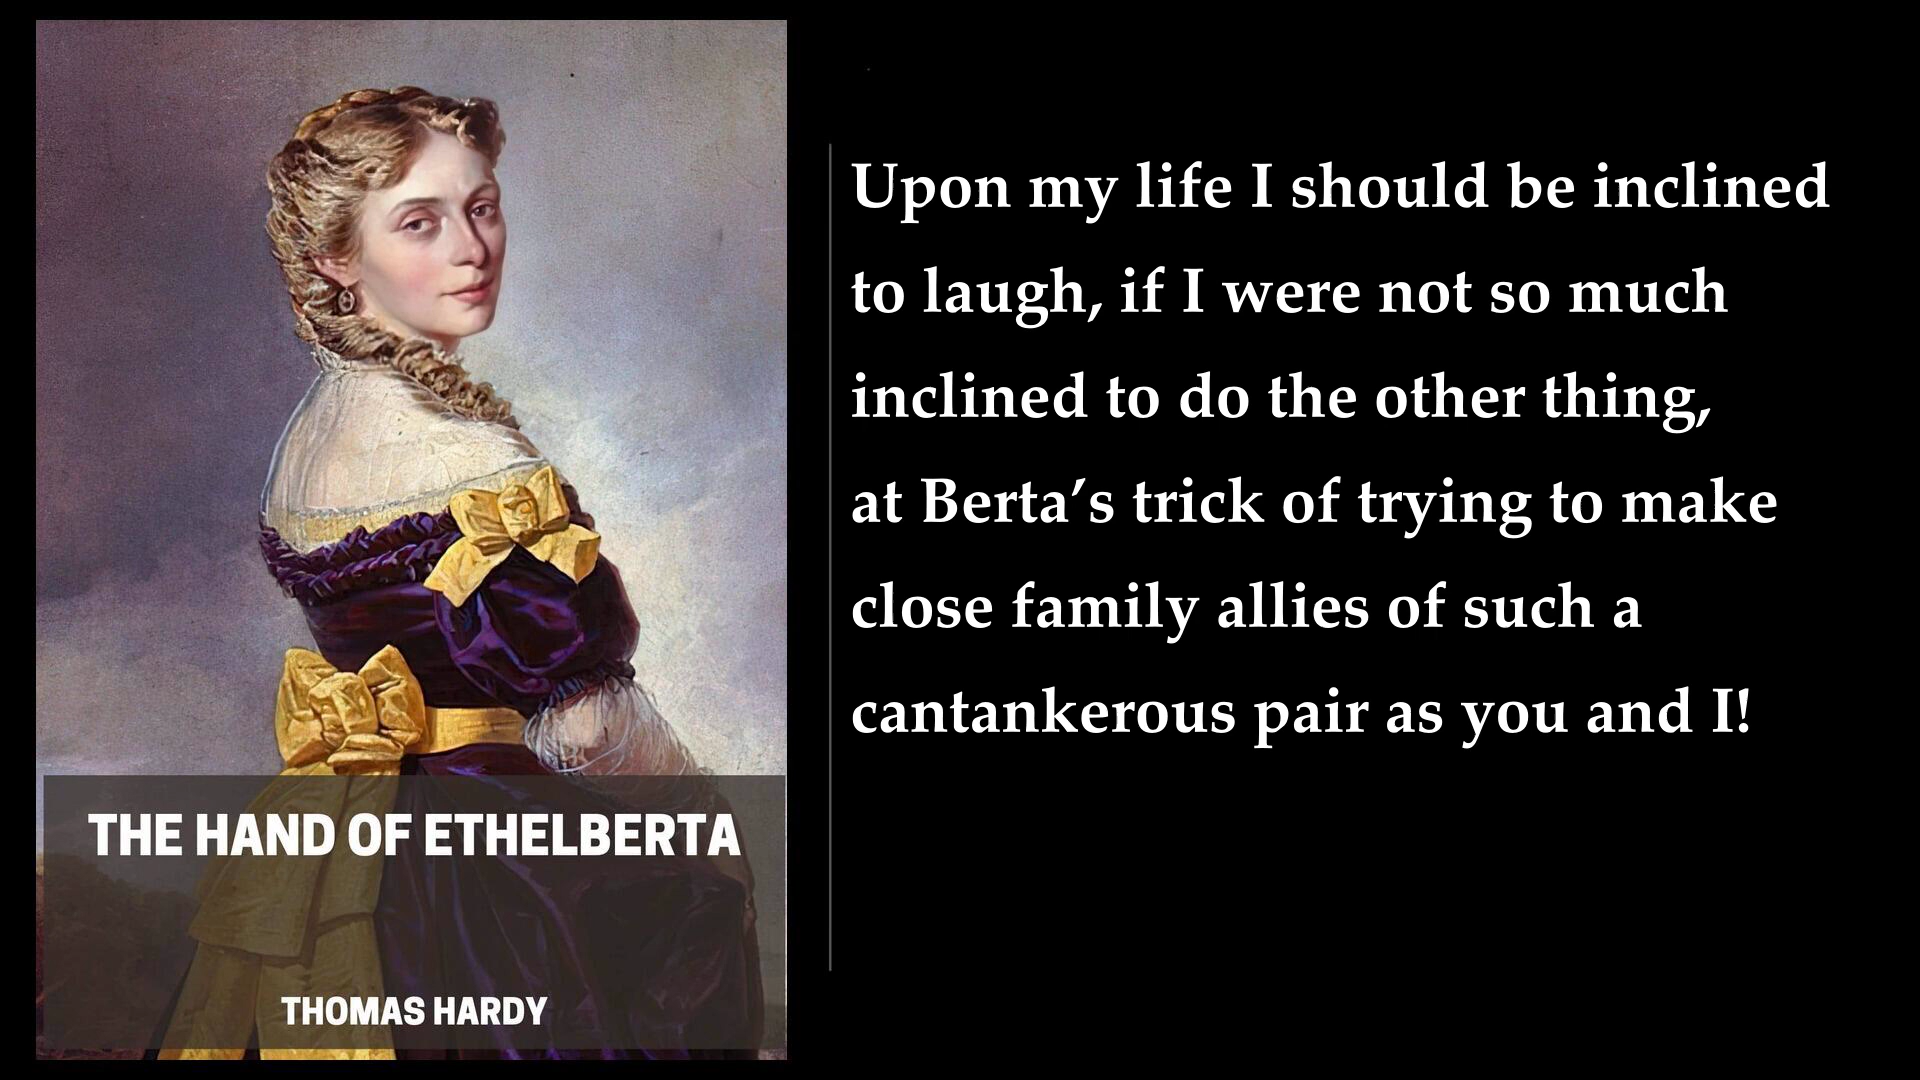 THE HAND OF ETHELBERTA
THOMAS HARDY
Upon my life I should be inclined
to laugh, if I were not so much
inclined to do the other thing,
at Berta’s trick of trying to make
close family allies of such a
cantankerous pair as you and I!